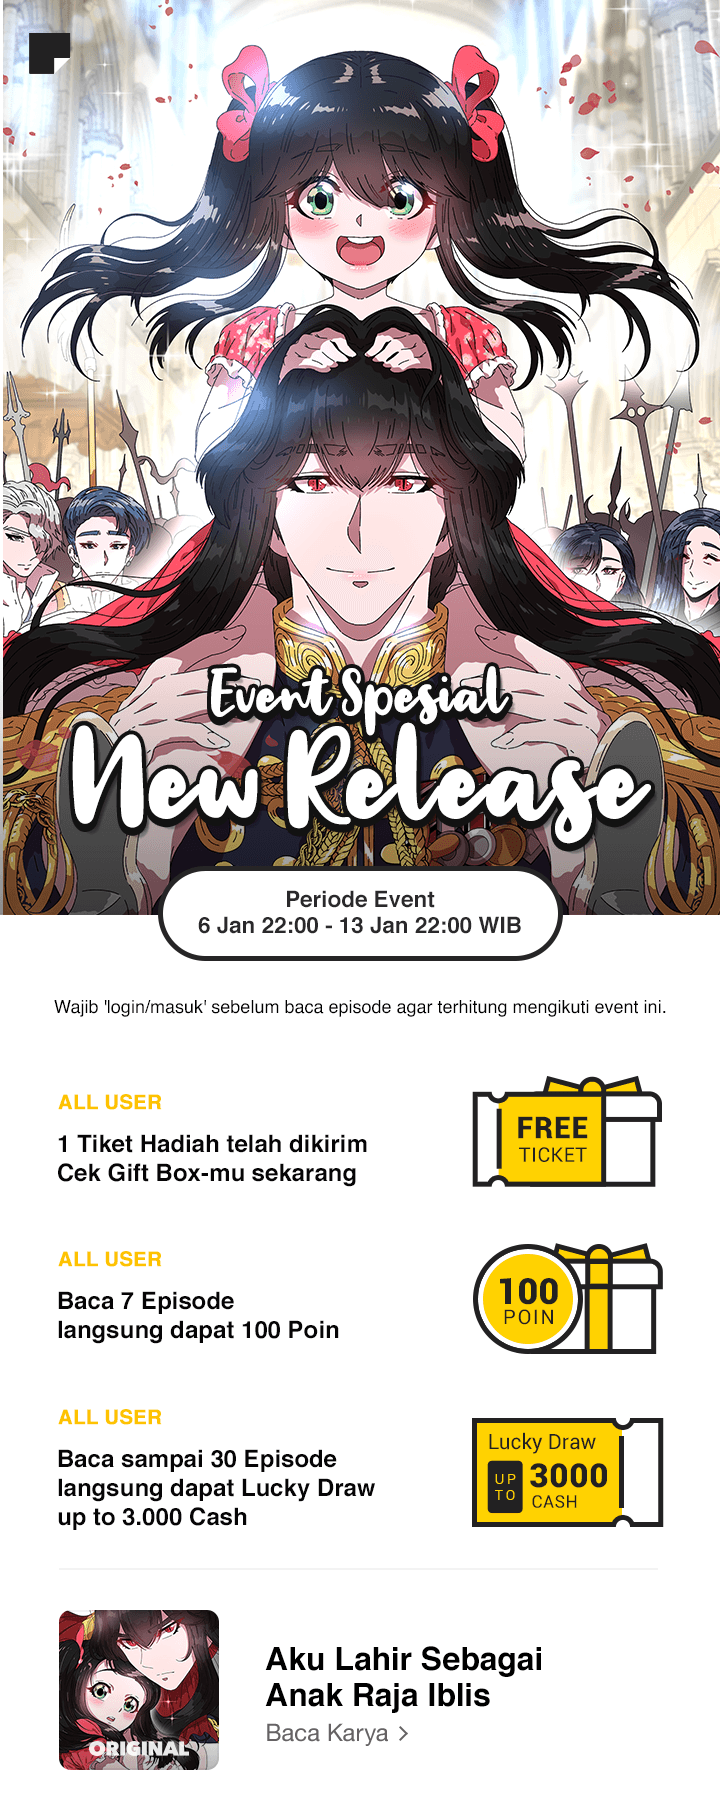 Event Spesial
New Release
Periode Event
6 Jan 22:00 - 13 Jan 22:00 WIB
Wajib 'login/masuk' sebelum baca episode agar terhitung mengikuti event ini.
ALL USER
1 Tiket Hadiah telah dikirim
Cek Gift Box-mu sekarang
FREE
TICKET
ALL USER
Baca 7 Episode
langsung dapat 100 Poin
100
POIN
ALL USER
Baca sampai 30 Episode
langsung dapat Lucky Draw
up to 3.000 Cash
Lucky Draw
UP
TO
3000
CASH
ORIGINAL
Aku Lahir Sebagai
Anak Raja Iblis
Baca Karya >